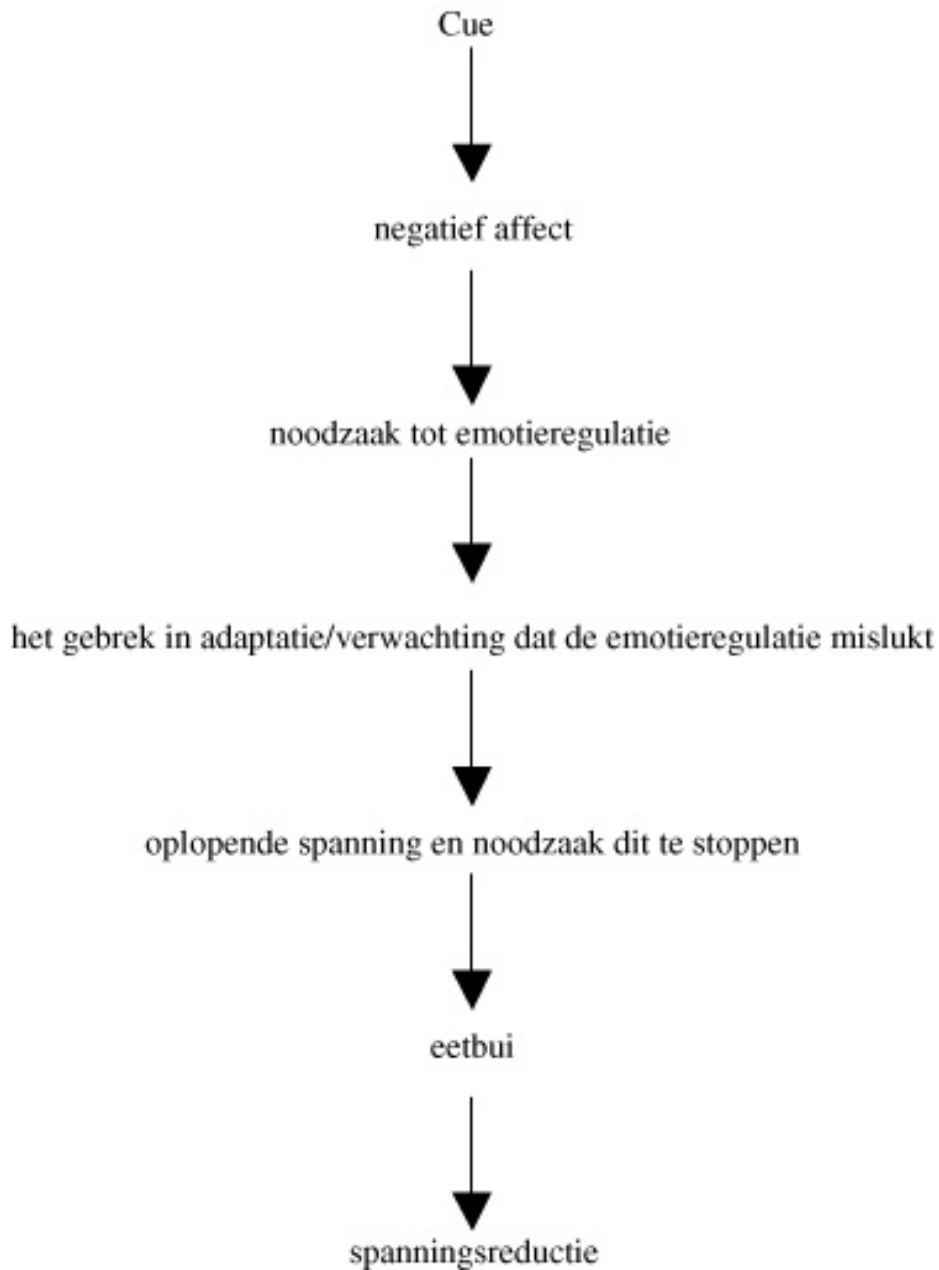 Cue
negatief affect
noodzaak tot emotieregulatie
het gebrek in adaptatie/verwachting dat de emotieregulatie mislukt
oplopende spanning en noodzaak dit te stoppen
eetbui
spanningsreductie